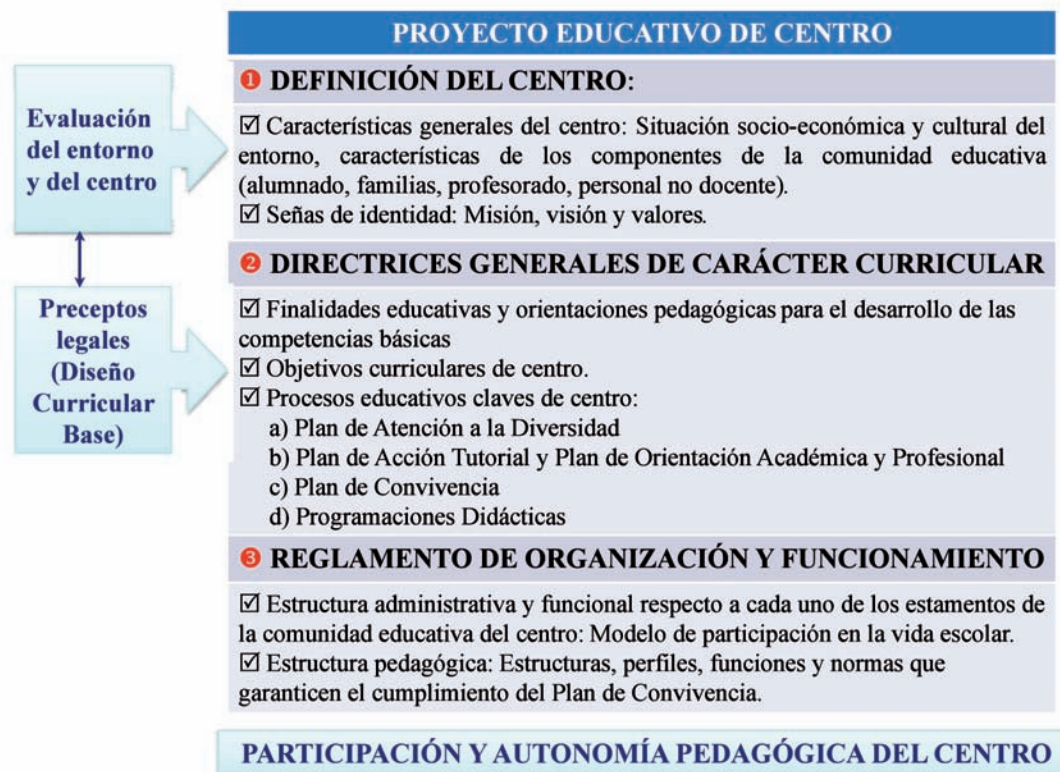 PROYECTO EDUCATIVO DE CENTRO
Evaluación
del entorno
y del centro
Preceptos
legales
(Diseño
Curricular
Base)
❶ DEFINICIÓN DEL CENTRO:
☑ Características generales del centro: Situación socio-económica y cultural del
entorno, características de los componentes de la comunidad educativa
(alumnado, familias, profesorado, personal no docente).
☑ Señas de identidad: Misión, visión y valores.
❷ DIRECTRICES GENERALES DE CARÁCTER CURRICULAR
☑ Finalidades educativas y orientaciones pedagógicas para el desarrollo de las
competencias básicas
☑ Objetivos curriculares de centro.
☑ Procesos educativos claves de centro:
a) Plan de Atención a la Diversidad
b) Plan de Acción Tutorial y Plan de Orientación Académica y Profesional
c) Plan de Convivencia
d) Programaciones Didácticas
❸ REGLAMENTO DE ORGANIZACIÓN Y FUNCIONAMIENTO
☑ Estructura administrativa y funcional respecto a cada uno de los estamentos de
la comunidad educativa del centro: Modelo de participación en la vida escolar.
☑ Estructura pedagógica: Estructuras, perfiles, funciones y normas que
garanticen el cumplimiento del Plan de Convivencia.
PARTICIPACIÓN Y AUTONOMÍA PEDAGÓGICA DEL CENTRO